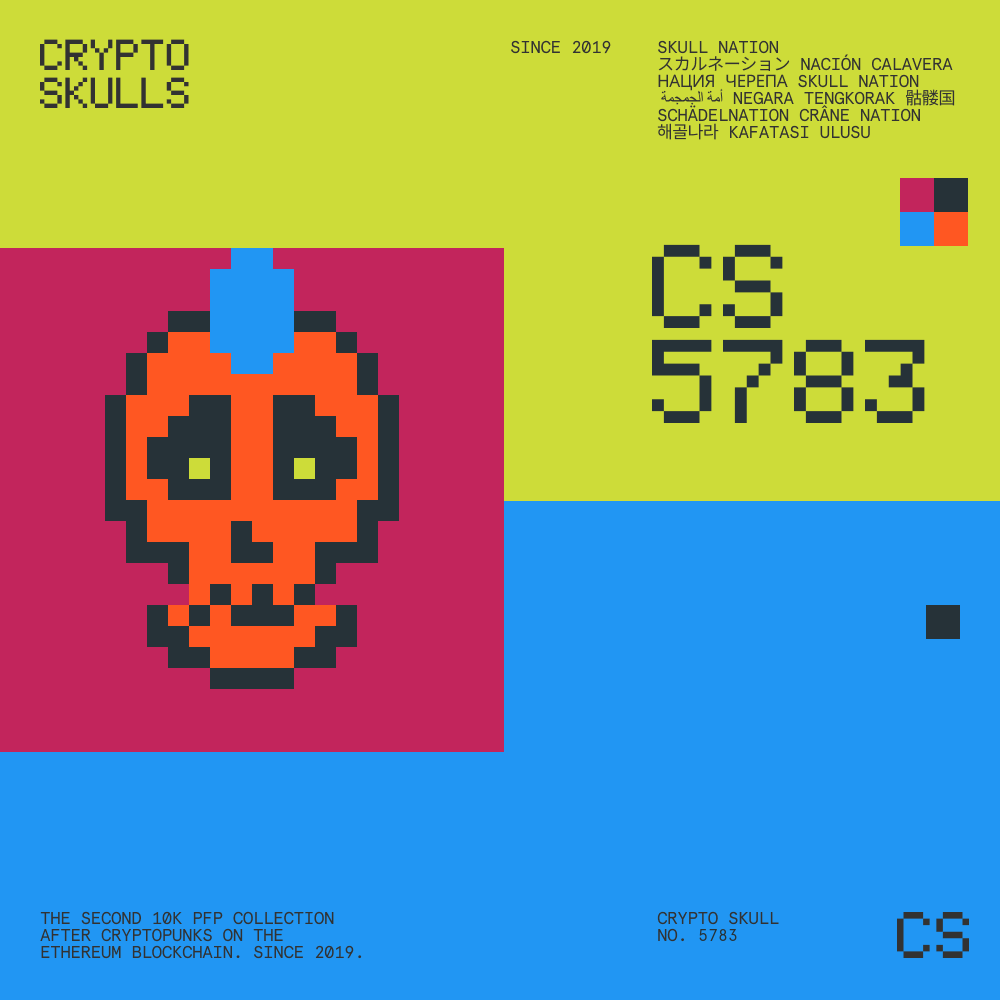 CRYPTO
SKULLS
SINCE 2019
SKULL NATION
スカルネーション NACIÓN CALAVERA
НАЦИЯ ЧЕРЕПА SKULL NATION
أمة الجمجمة NEGARA TENGKORAK 骷髅国
SCHÄDELNATION CRÂNE NATION
해골나라 KAFATASI ULUSU
CS
5783
THE SECOND 10K PFP COLLECTION
AFTER CRYPTOPUNKS ON THE
ETHEREUM BLOCKCHAIN. SINCE 2019.
CRYPTO SKULL
NO. 5783
CS